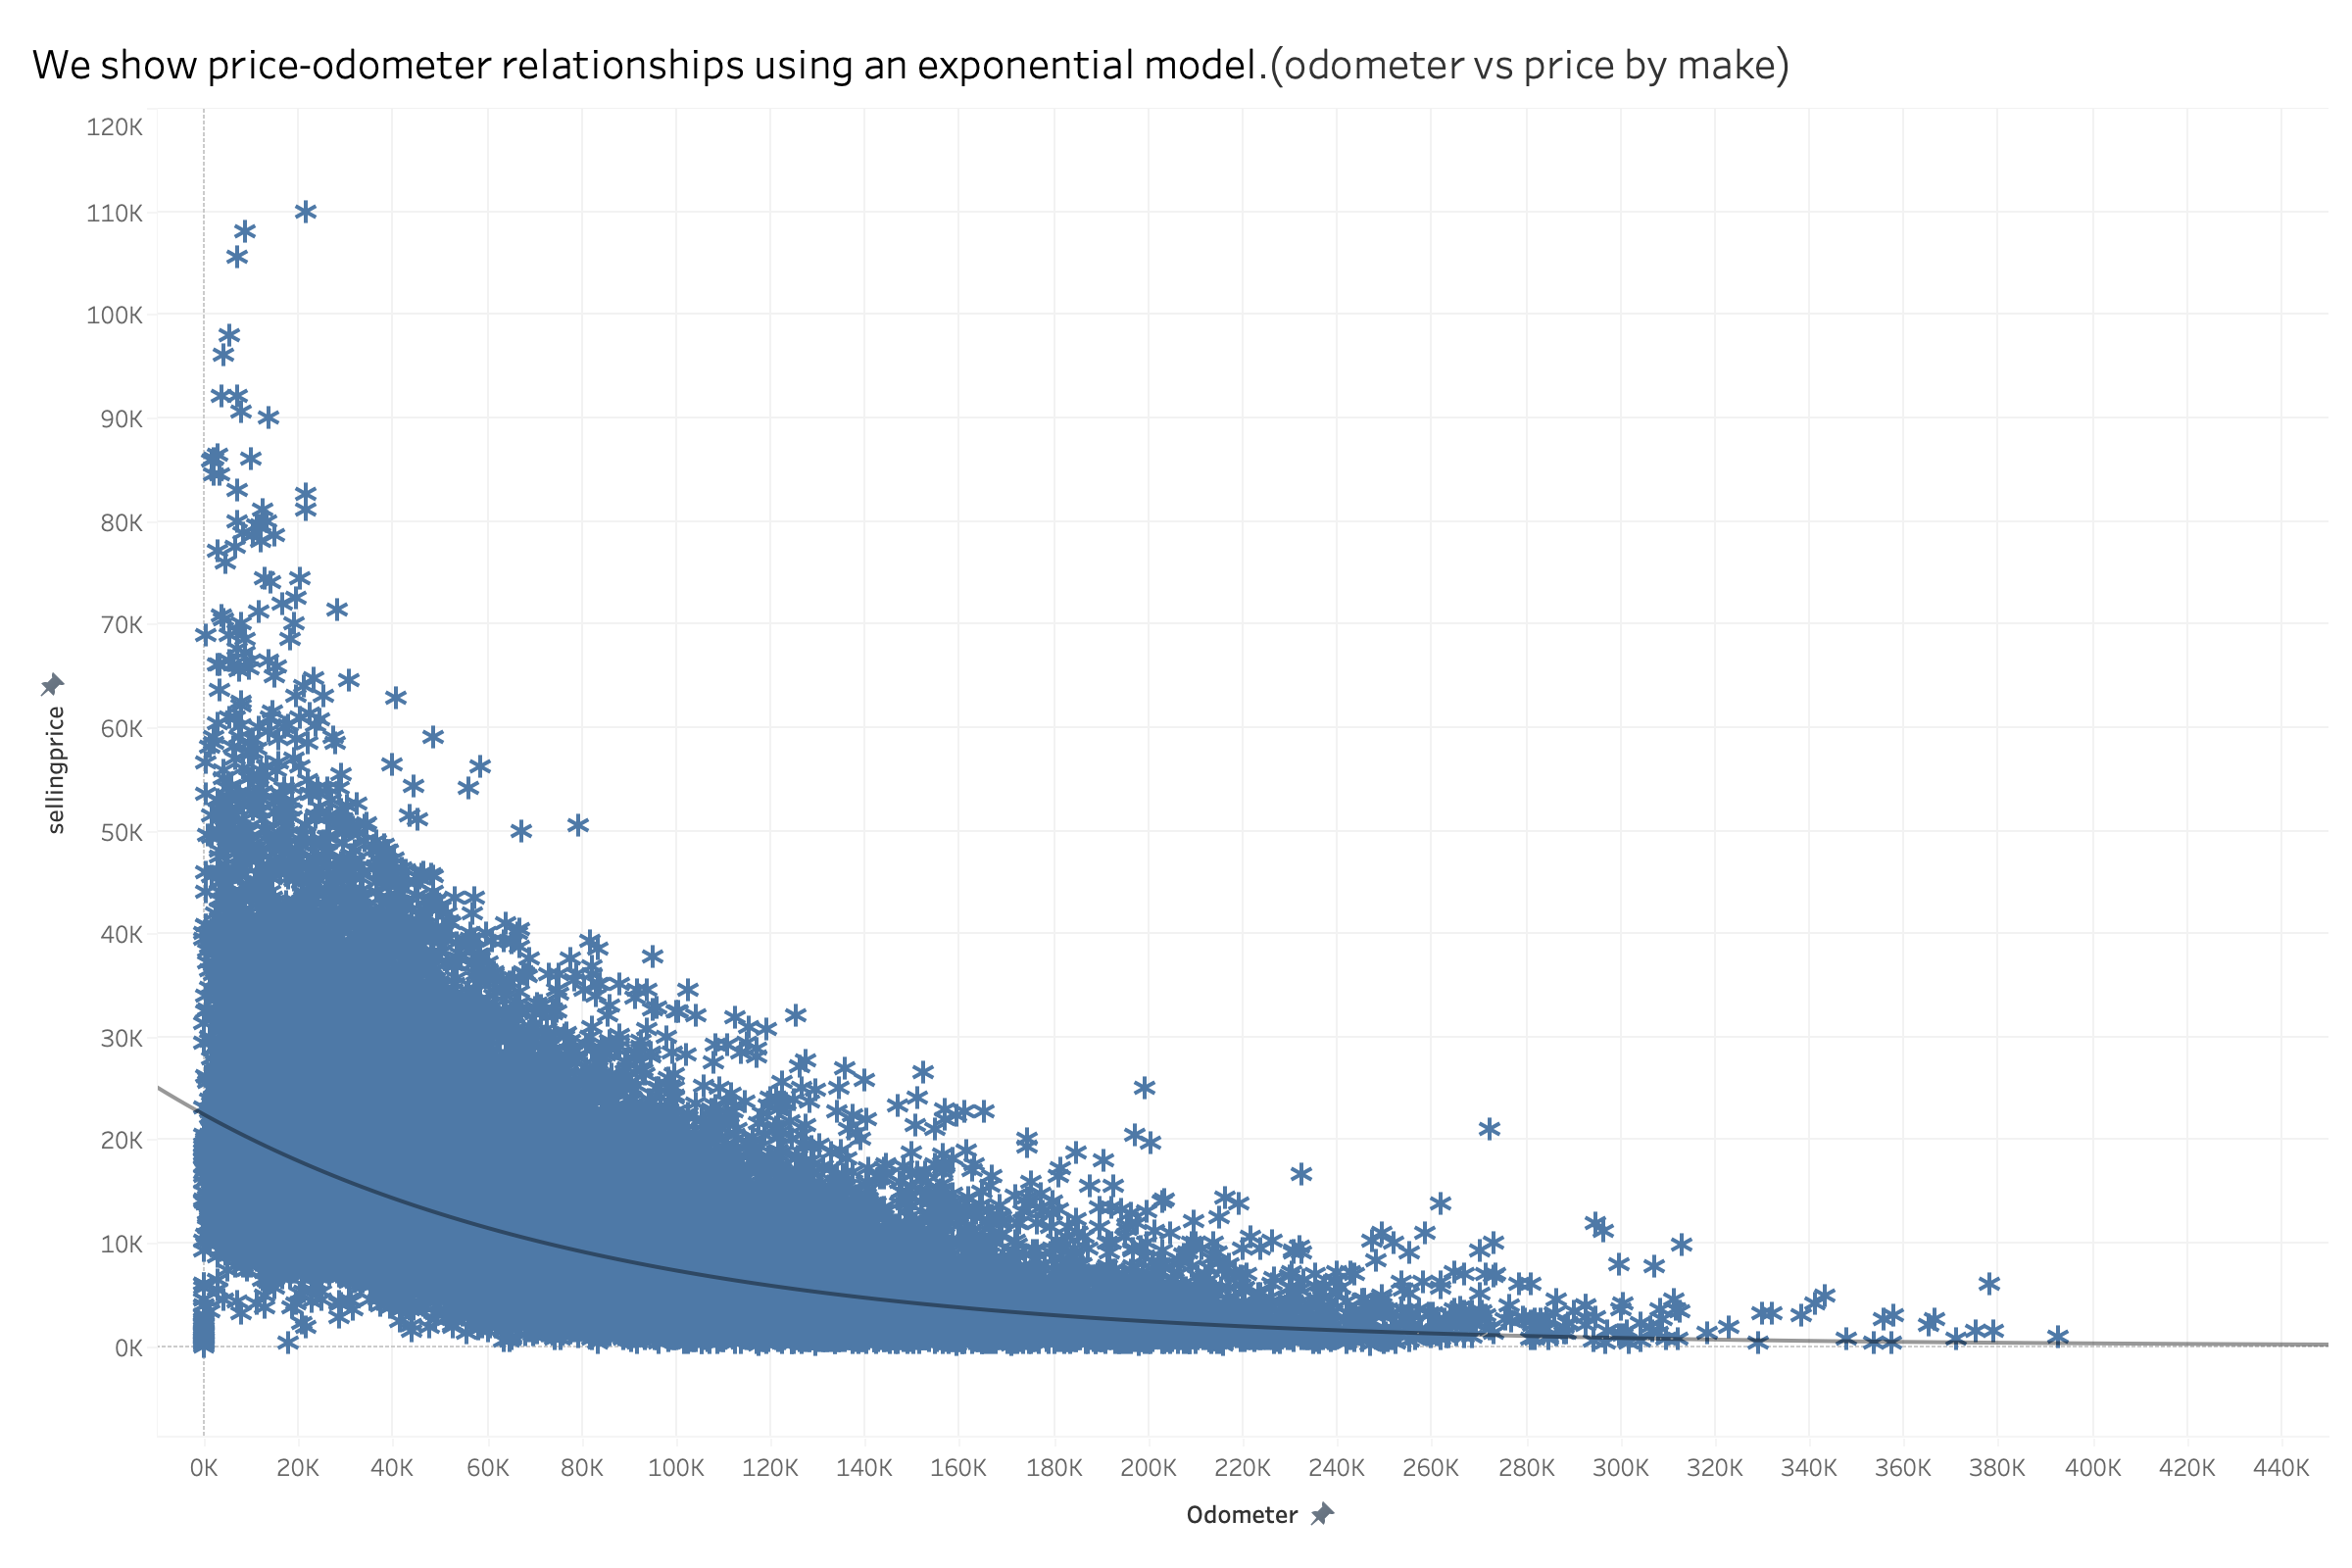 We show price-odometer relationships using an exponential model.(odometer vs price by make)
120K
110K
100K
90K
80K
70K
60K
50K
40K
30K
20K
10K
0K
sellingprice
0K 20K 40K 60K 80K 100K 120K 140K 160K 180K 200K 220K 240K 260K 280K 300K 320K 340K 360K 380K 400K 420K 440K
Odometer